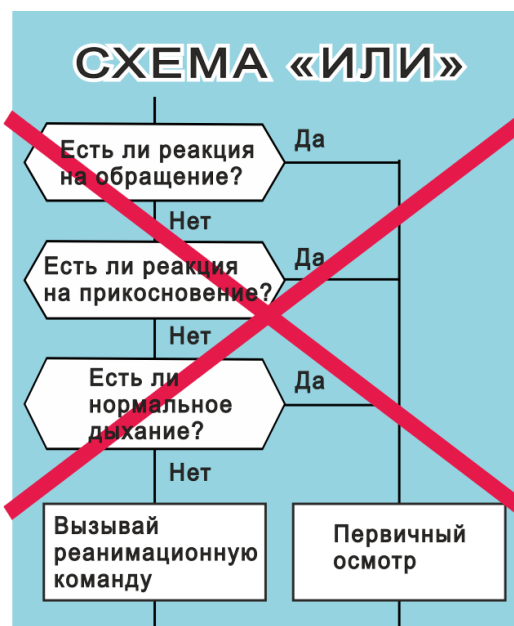 СХЕМА «ИЛИ»
Есть ли реакция
на обращение?
Да
Нет
Есть ли реакция
на прикосновение?
Да
Нет
Есть ли
нормальное
дыхание?
Да
Нет
Вызывай
реанимационную
команду
Первичный
осмотр